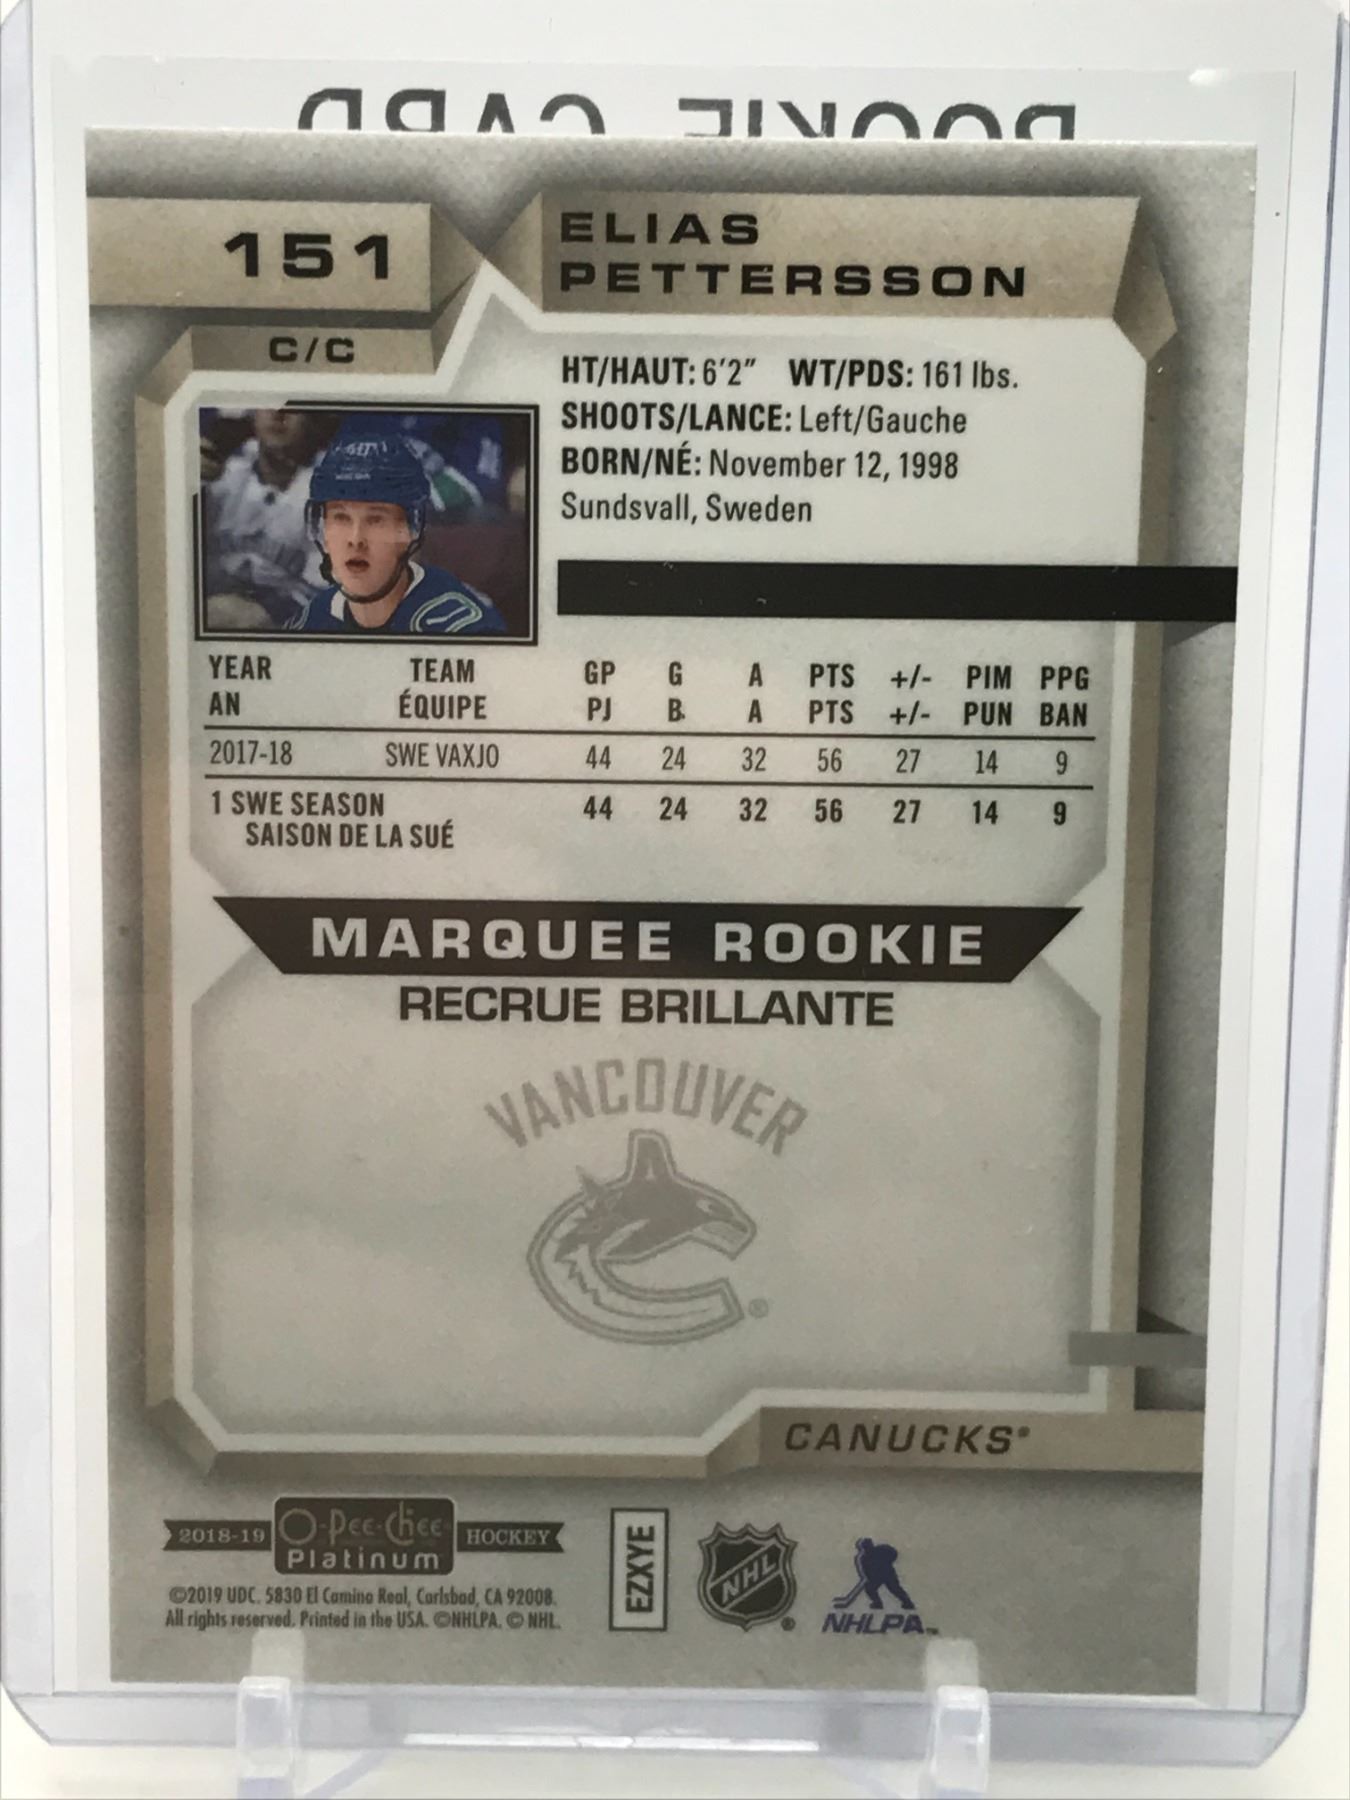 ROOKIE CARD
151
ELIAS
PETTERSSON
C/C
HT/HAUT: 6'2" WT/PDS: 161 lbs.
SHOOTS/LANCE: Left/Gauche
BORN/NÉ: November 12, 1998
Sundsvall, Sweden
YEAR TEAM GP G A PTS +/- PIM PPG
AN ÉQUIPE PJ B. A PTS +/- PUN BAN
2017-18 SWE VAXJO 44 24 32 56 27 14 9
1 SWE SEASON 44 24 32 56 27 14 9
SAISON DE LA SUÉ
MARQUEE ROOKIE
RECRUE BRILLANTE
VANCOUVER
®
CANUCKS®
2018-19 O-Pee-Chee HOCKEY
Platinum
EZXYE
NHL®
NHLPA™
©2019 UDC. 5830 El Camino Real, Carlsbad, CA 92008.
All rights reserved. Printed in the USA. ©NHLPA. © NHL.